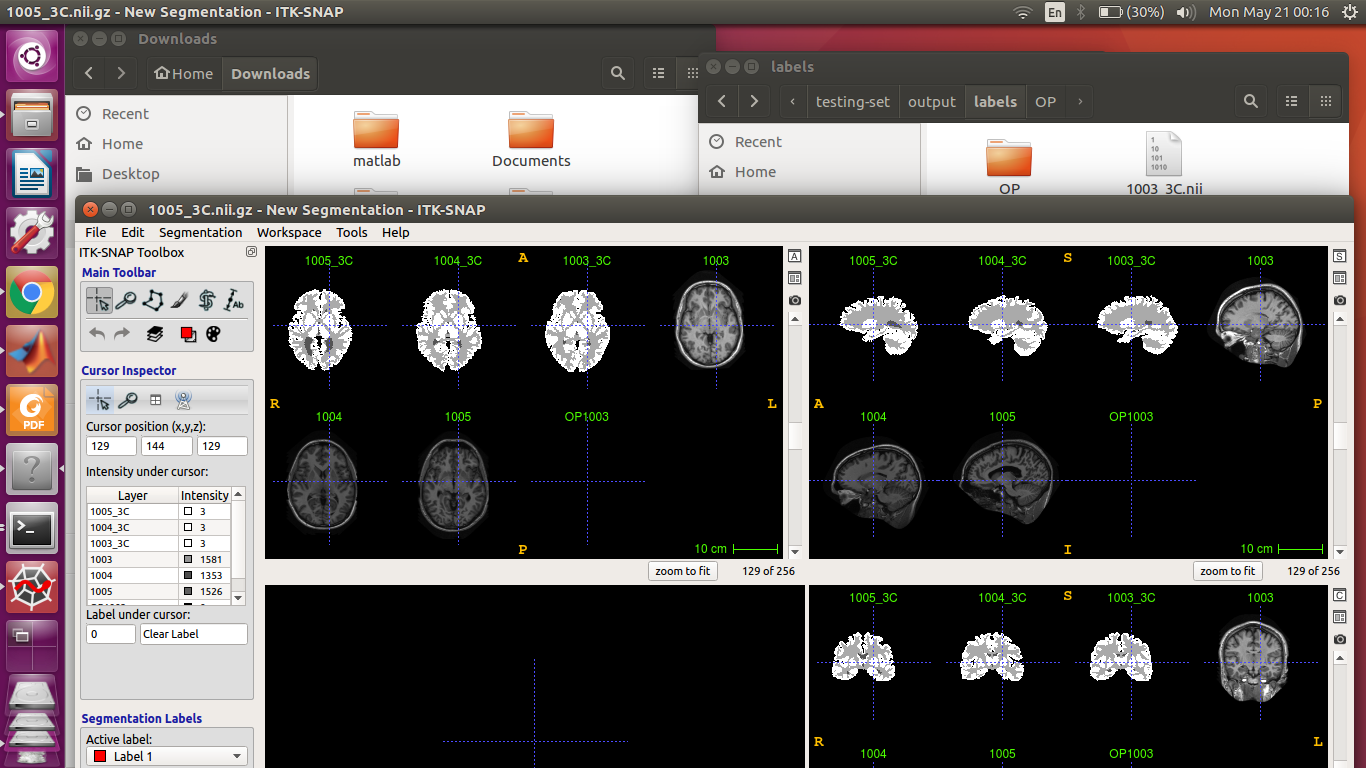 1005_3C.nii.gz - New Segmentation - ITK-SNAP
En
(30%)
Mon May 21 00:16
Downloads
Home
Downloads
Recent
Home
Desktop
matlab
Documents
labels
testing-set
output
labels
OP
Recent
Home
OP
1
10
101
1010
1003_3C.nii
PDF
1005_3C.nii.gz - New Segmentation - ITK-SNAP
File Edit Segmentation Workspace Tools Help
ITK-SNAP Toolbox
Main Toolbar
Ab
Cursor Inspector
Cursor position (x,y,z):
129 144 129
Intensity under cursor:
Layer Intensity
1005_3C 3
1004_3C 3
1003_3C 3
1003 1581
1004 1353
1005 1526
Label under cursor:
0 Clear Label
Segmentation Labels
Active label:
Label 1
1005_3C 1004_3C A 1003_3C 1003
R L
1004 1005 OP1003
P 10 cm
zoom to fit 129 of 256
A
1005_3C 1004_3C S 1003_3C 1003
A P
1004 1005 OP1003
I 10 cm
zoom to fit 129 of 256
S
1005_3C 1004_3C S 1003_3C 1003
C
R L
1004 1005 OP1003